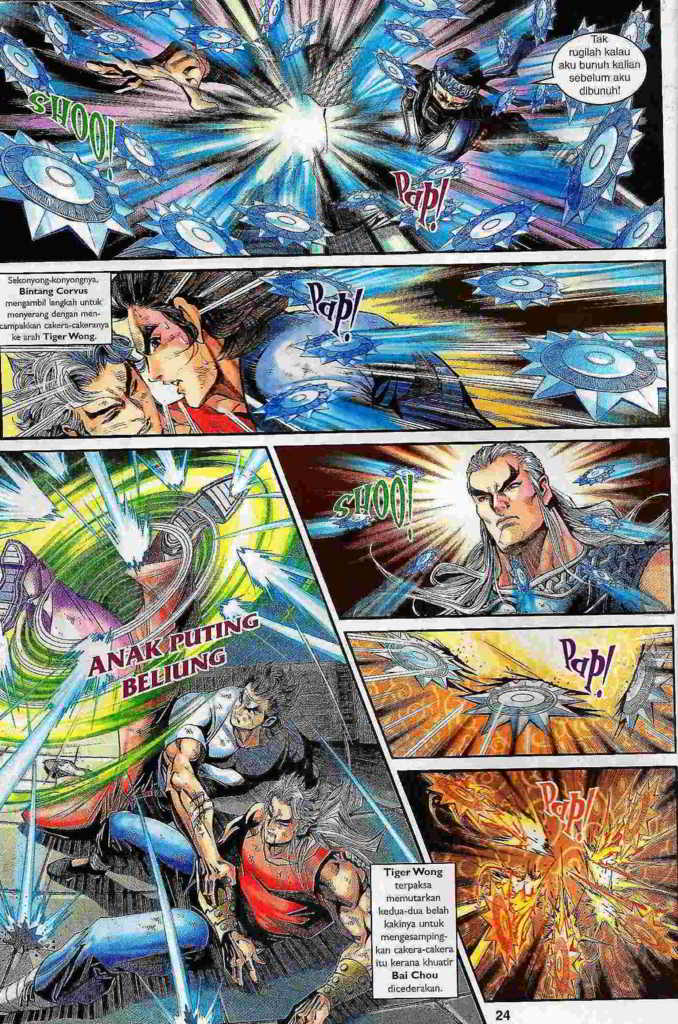 Tak
rugilah kalau
aku bunuh kalian
sebelum aku
dibunuh!
SHOO!
Pap!
Sekonyong-konyongnya,
Bintang Corvus
mengambil langkah untuk
menyerang dengan men-
campakkan cakera-cakeranya
ke arah Tiger Wong.
Pap!
SHOO!
ANAK PUTING
BELIUNG
Pap!
Pap!
Tiger Wong
terpaksa
memutarkan
kedua-dua belah
kakinya untuk
mengesamping-
kan cakera-cakera
itu kerana khuatir
Bai Chou
dicederakan.
24